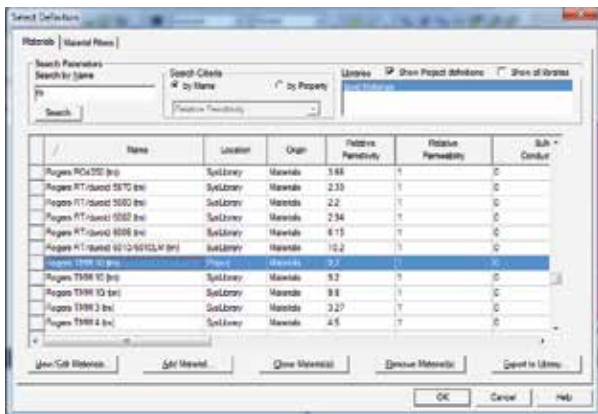 Select Definition
Materials Material Filters
Search Parameters
Search by Name
Search
Search Criteria
by Name
by Property
Relative Permittivity
Libraries
Show Project definitions
Show all libraries
Name Location Origin Relative Permittivity Relative Permeability Bulk Conduct
Rogers RO4350 (tm) SysLibrary Materials 3.66 1 0
Rogers RT/duroid 5870 (tm) SysLibrary Materials 2.33 1 0
Rogers RT/duroid 5880 (tm) SysLibrary Materials 2.2 1 0
Rogers RT/duroid 6002 (tm) SysLibrary Materials 2.94 1 0
Rogers RT/duroid 6006 (tm) SysLibrary Materials 6.15 1 0
Rogers RT/duroid 6010/6010LM (tm) SysLibrary Materials 10.2 1 0
Rogers TMM 10 (tm) Project Materials 9.2 1 0
Rogers TMM 10 (tm) SysLibrary Materials 9.2 1 0
Rogers TMM 10i (tm) SysLibrary Materials 9.8 1 0
Rogers TMM 3 (tm) SysLibrary Materials 3.27 1 0
Rogers TMM 4 (tm) SysLibrary Materials 4.5 1 0
View/Edit Materials... Add Material... Clone Material(s) Remove Material(s) Export to Library...
OK Cancel Help